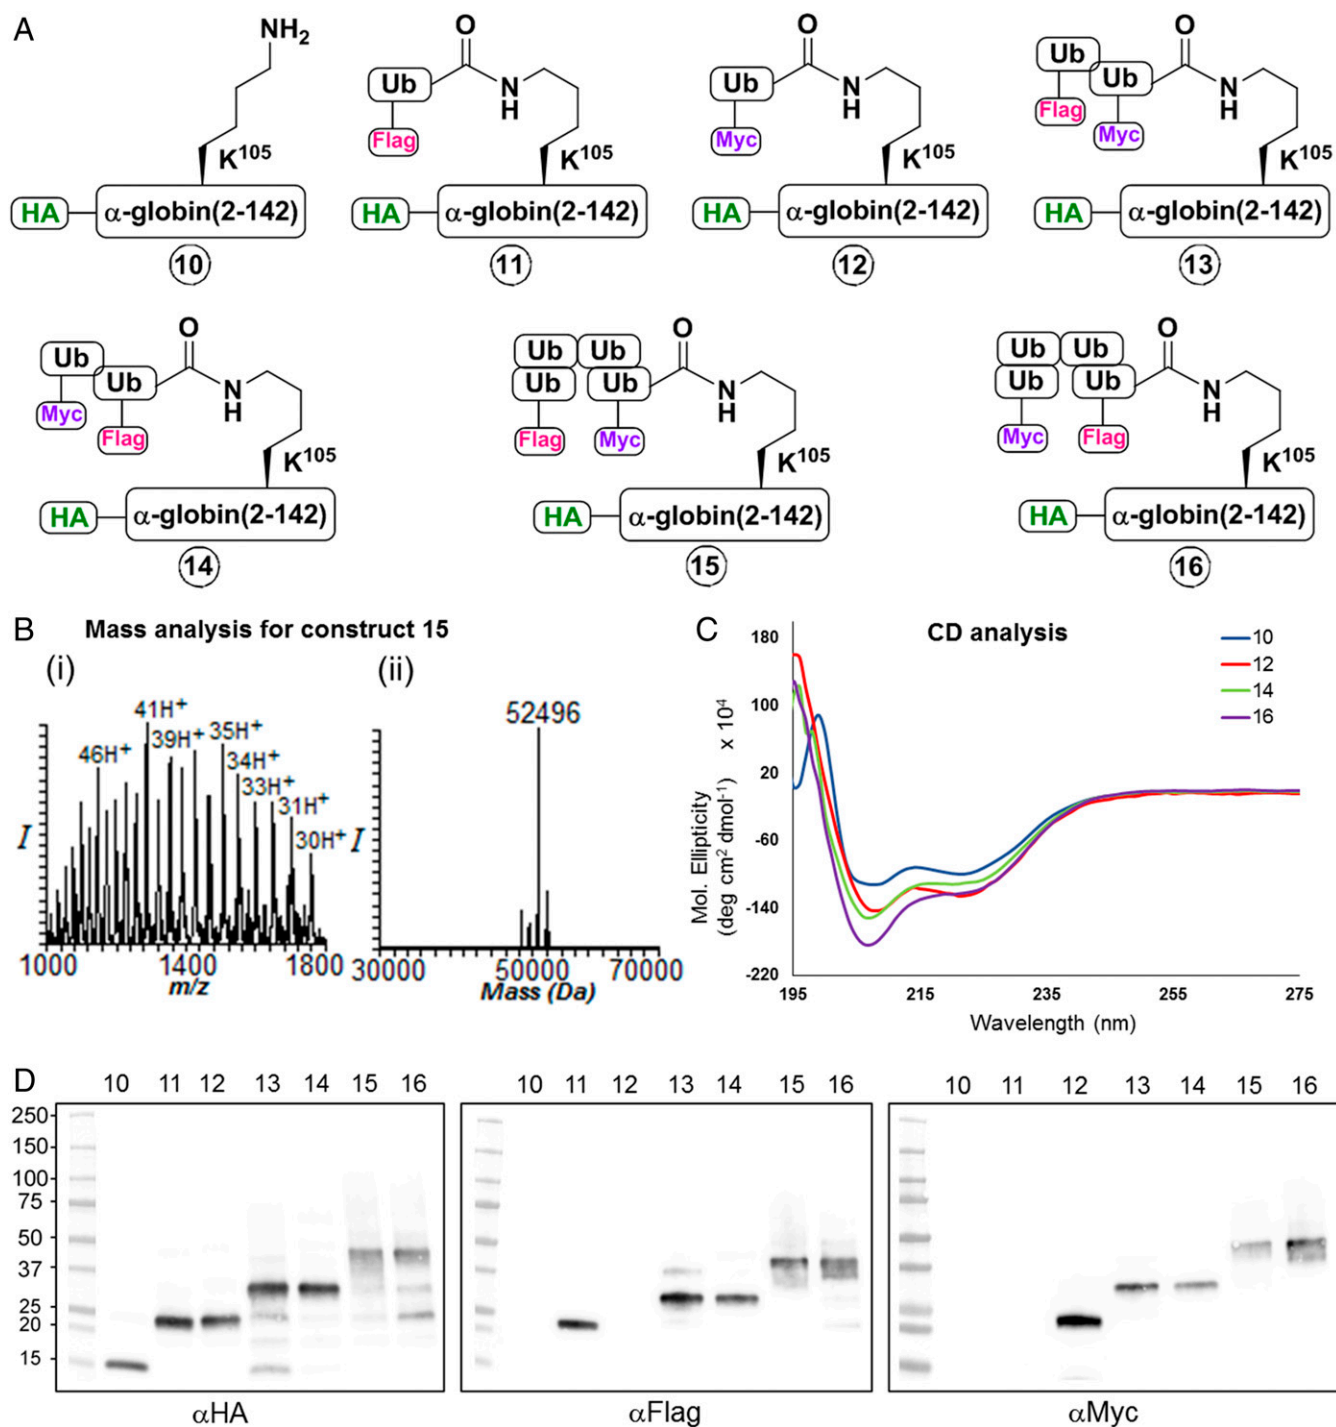 A
NH₂
K¹⁰⁵
HA
α-globin(2-142)
10
O
Ub
N
H
Flag
K¹⁰⁵
HA
α-globin(2-142)
11
O
Ub
N
H
Myc
K¹⁰⁵
HA
α-globin(2-142)
12
O
Ub
Ub
N
H
Flag
Myc
K¹⁰⁵
HA
α-globin(2-142)
13
O
Ub
Ub
N
H
Myc
Flag
K¹⁰⁵
HA
α-globin(2-142)
14
O
Ub Ub
Ub Ub
N
H
Flag Myc
K¹⁰⁵
HA
α-globin(2-142)
15
O
Ub Ub
Ub Ub
N
H
Myc Flag
K¹⁰⁵
HA
α-globin(2-142)
16
B
Mass analysis for construct 15
(i)
41H⁺
46H⁺
39H⁺
35H⁺
34H⁺
33H⁺
31H⁺
30H⁺
I
1000 1400 1800
m/z
(ii)
52496
I
30000 50000 70000
Mass (Da)
C
CD analysis
180
100
20
-60
-140
-220
Mol. Ellipticity
(deg cm² dmol⁻¹) x 10⁴
195 215 235 255 275
Wavelength (nm)
10
12
14
16
D
10 11 12 13 14 15 16
250
150
100
75
50
37
25
20
15
αHA
10 11 12 13 14 15 16
αFlag
10 11 12 13 14 15 16
αMyc